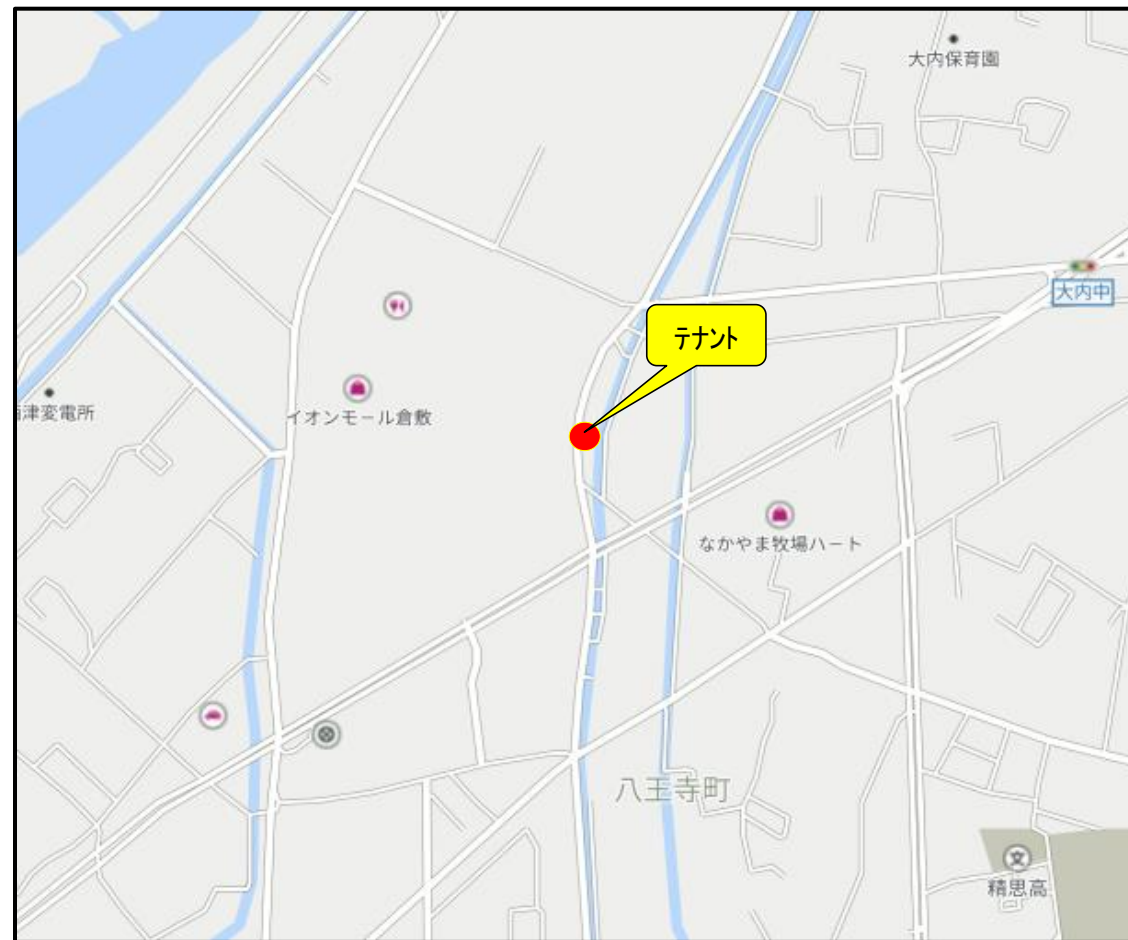 大内保育園
大内中
テナント
イオンモール倉敷
津変電所
なかやま牧場ハート
八王寺町
文
精思高